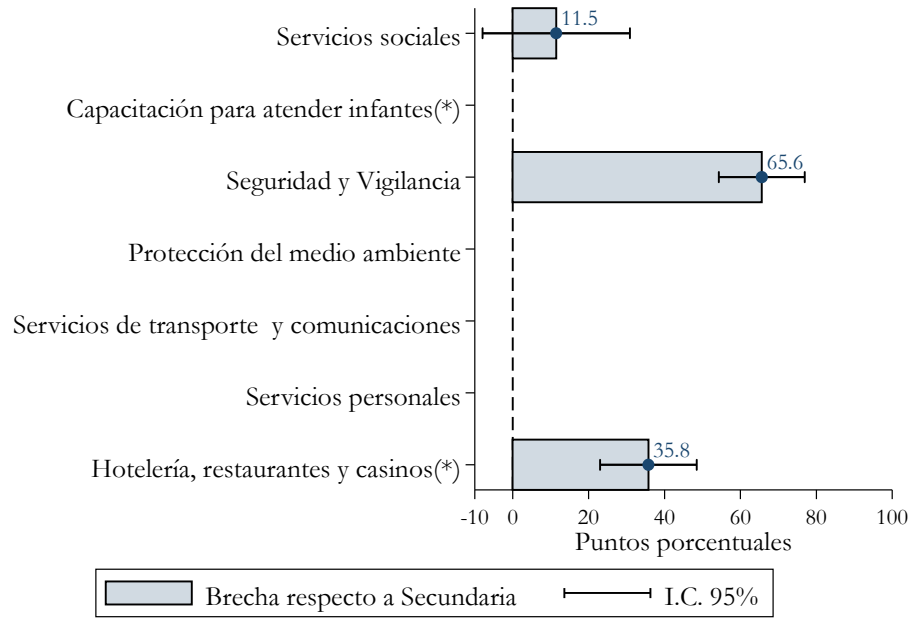 Servicios sociales
11.5
Capacitación para atender infantes(*)
Seguridad y Vigilancia
65.6
Protección del medio ambiente
Servicios de transporte y comunicaciones
Servicios personales
Hotelería, restaurantes y casinos(*)
35.8
-10 0 20 40 60 80 100
Puntos porcentuales
Brecha respecto a Secundaria I.C. 95%